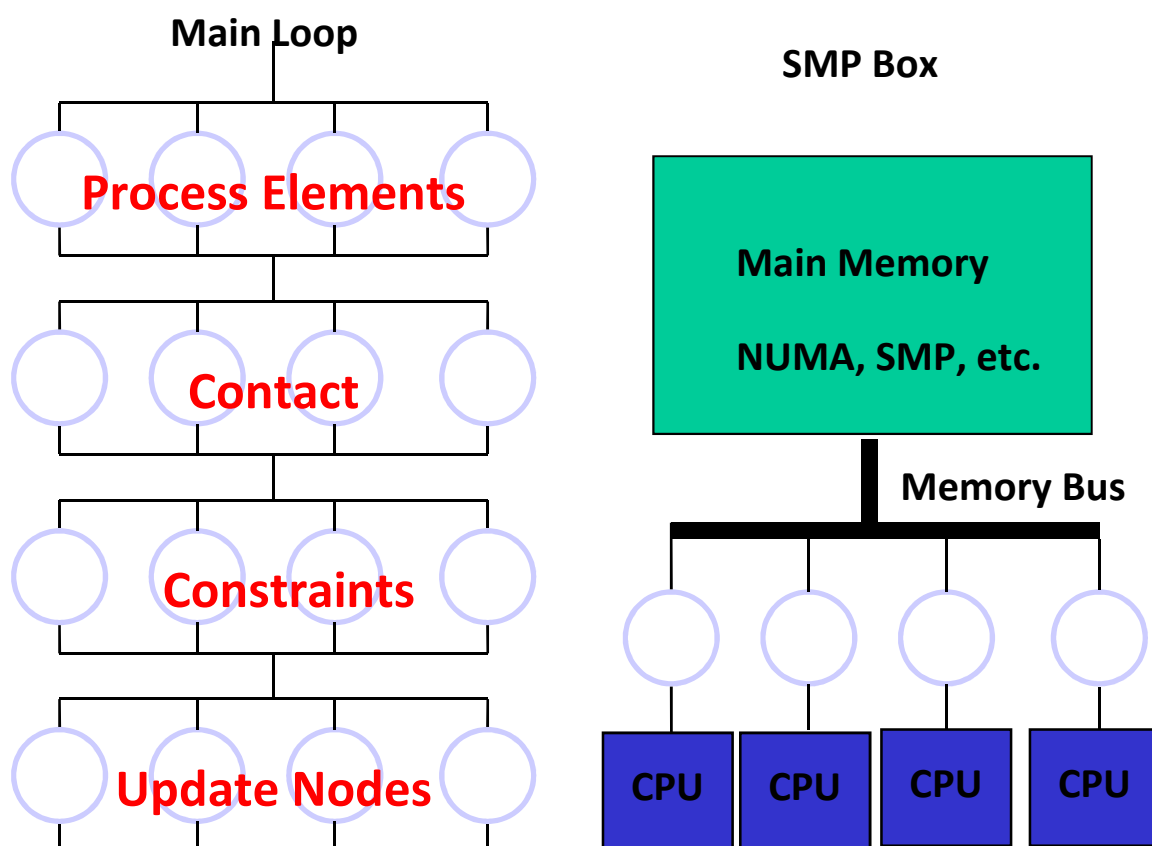 Main Loop
Process Elements
Contact
Constraints
Update Nodes
SMP Box
Main Memory
NUMA, SMP, etc.
Memory Bus
CPU
CPU
CPU
CPU